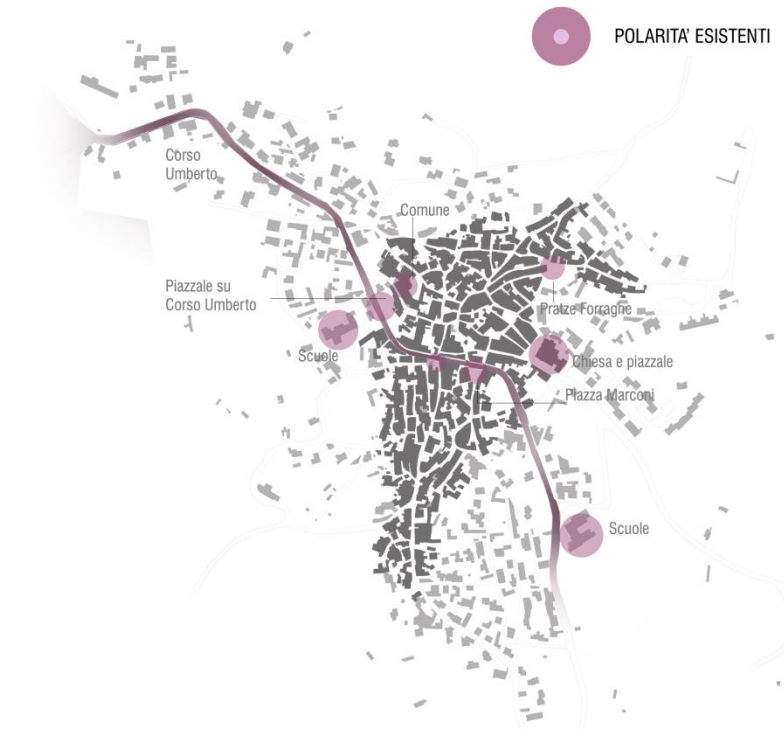 POLARITA' ESISTENTI
Corso
Umberto
Comune
Piazzale su
Corso Umberto
Pratze Forraghe
Scuole
Chiesa e piazzale
Piazza Marconi
Scuole